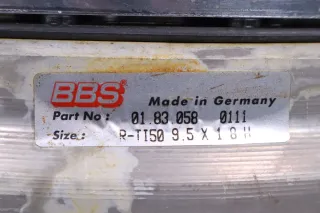 BBS
Made in Germany
Part No : 01.83.058 0111
Size : R-TI50 9.5 X 18 H